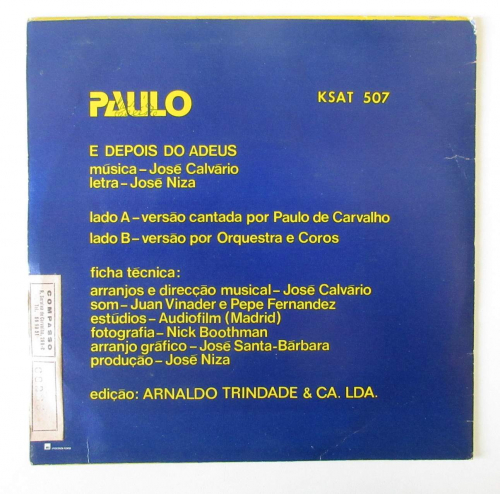 PAULO
KSAT 507
E DEPOIS DO ADEUS
música – José Calvário
letra – José Niza
lado A – versão cantada por Paulo de Carvalho
lado B – versão por Orquestra e Coros
ficha técnica:
arranjos e direcção musical – José Calvário
som – Juan Vinader e Pepe Fernandez
estúdios – Audiofilm (Madrid)
fotografia – Nick Boothman
arranjo gráfico – José Santa-Bárbara
produção – José Niza
edição: ARNALDO TRINDADE & CA. LDA.
COMPASSO